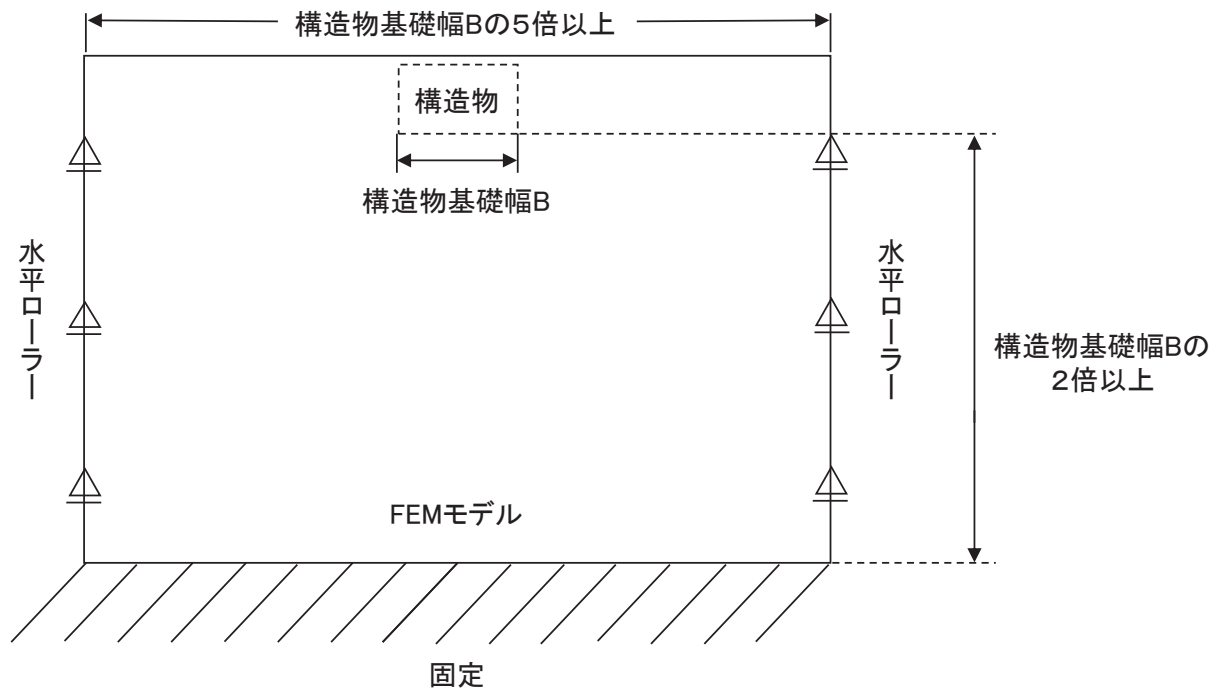 構造物基礎幅Bの5倍以上
構造物
構造物基礎幅B
水平ローラー
水平ローラー
構造物基礎幅Bの
2倍以上
FEMモデル
固定